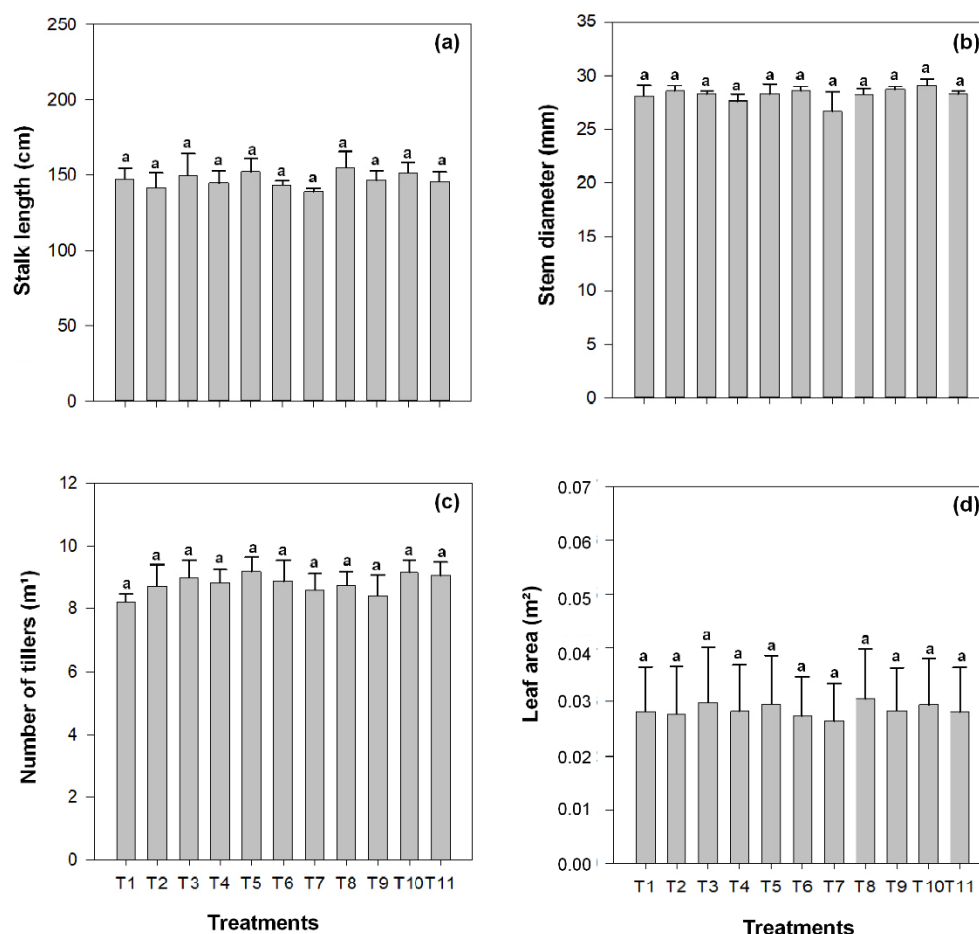 (a)
Stalk length (cm)
250
200
150
100
50
0
a a a a a a a a a a a
(b)
Stem diameter (mm)
35
30
25
20
15
10
5
0
a a a a a a a a a a a
(c)
Number of tillers (m¹)
12
10
8
6
4
2
0
a a a a a a a a a a a
T1 T2 T3 T4 T5 T6 T7 T8 T9 T10 T11
Treatments
(d)
Leaf area (m²)
0.07
0.06
0.05
0.04
0.03
0.02
0.01
0.00
a a a a a a a a a a a
T1 T2 T3 T4 T5 T6 T7 T8 T9 T10 T11
Treatments